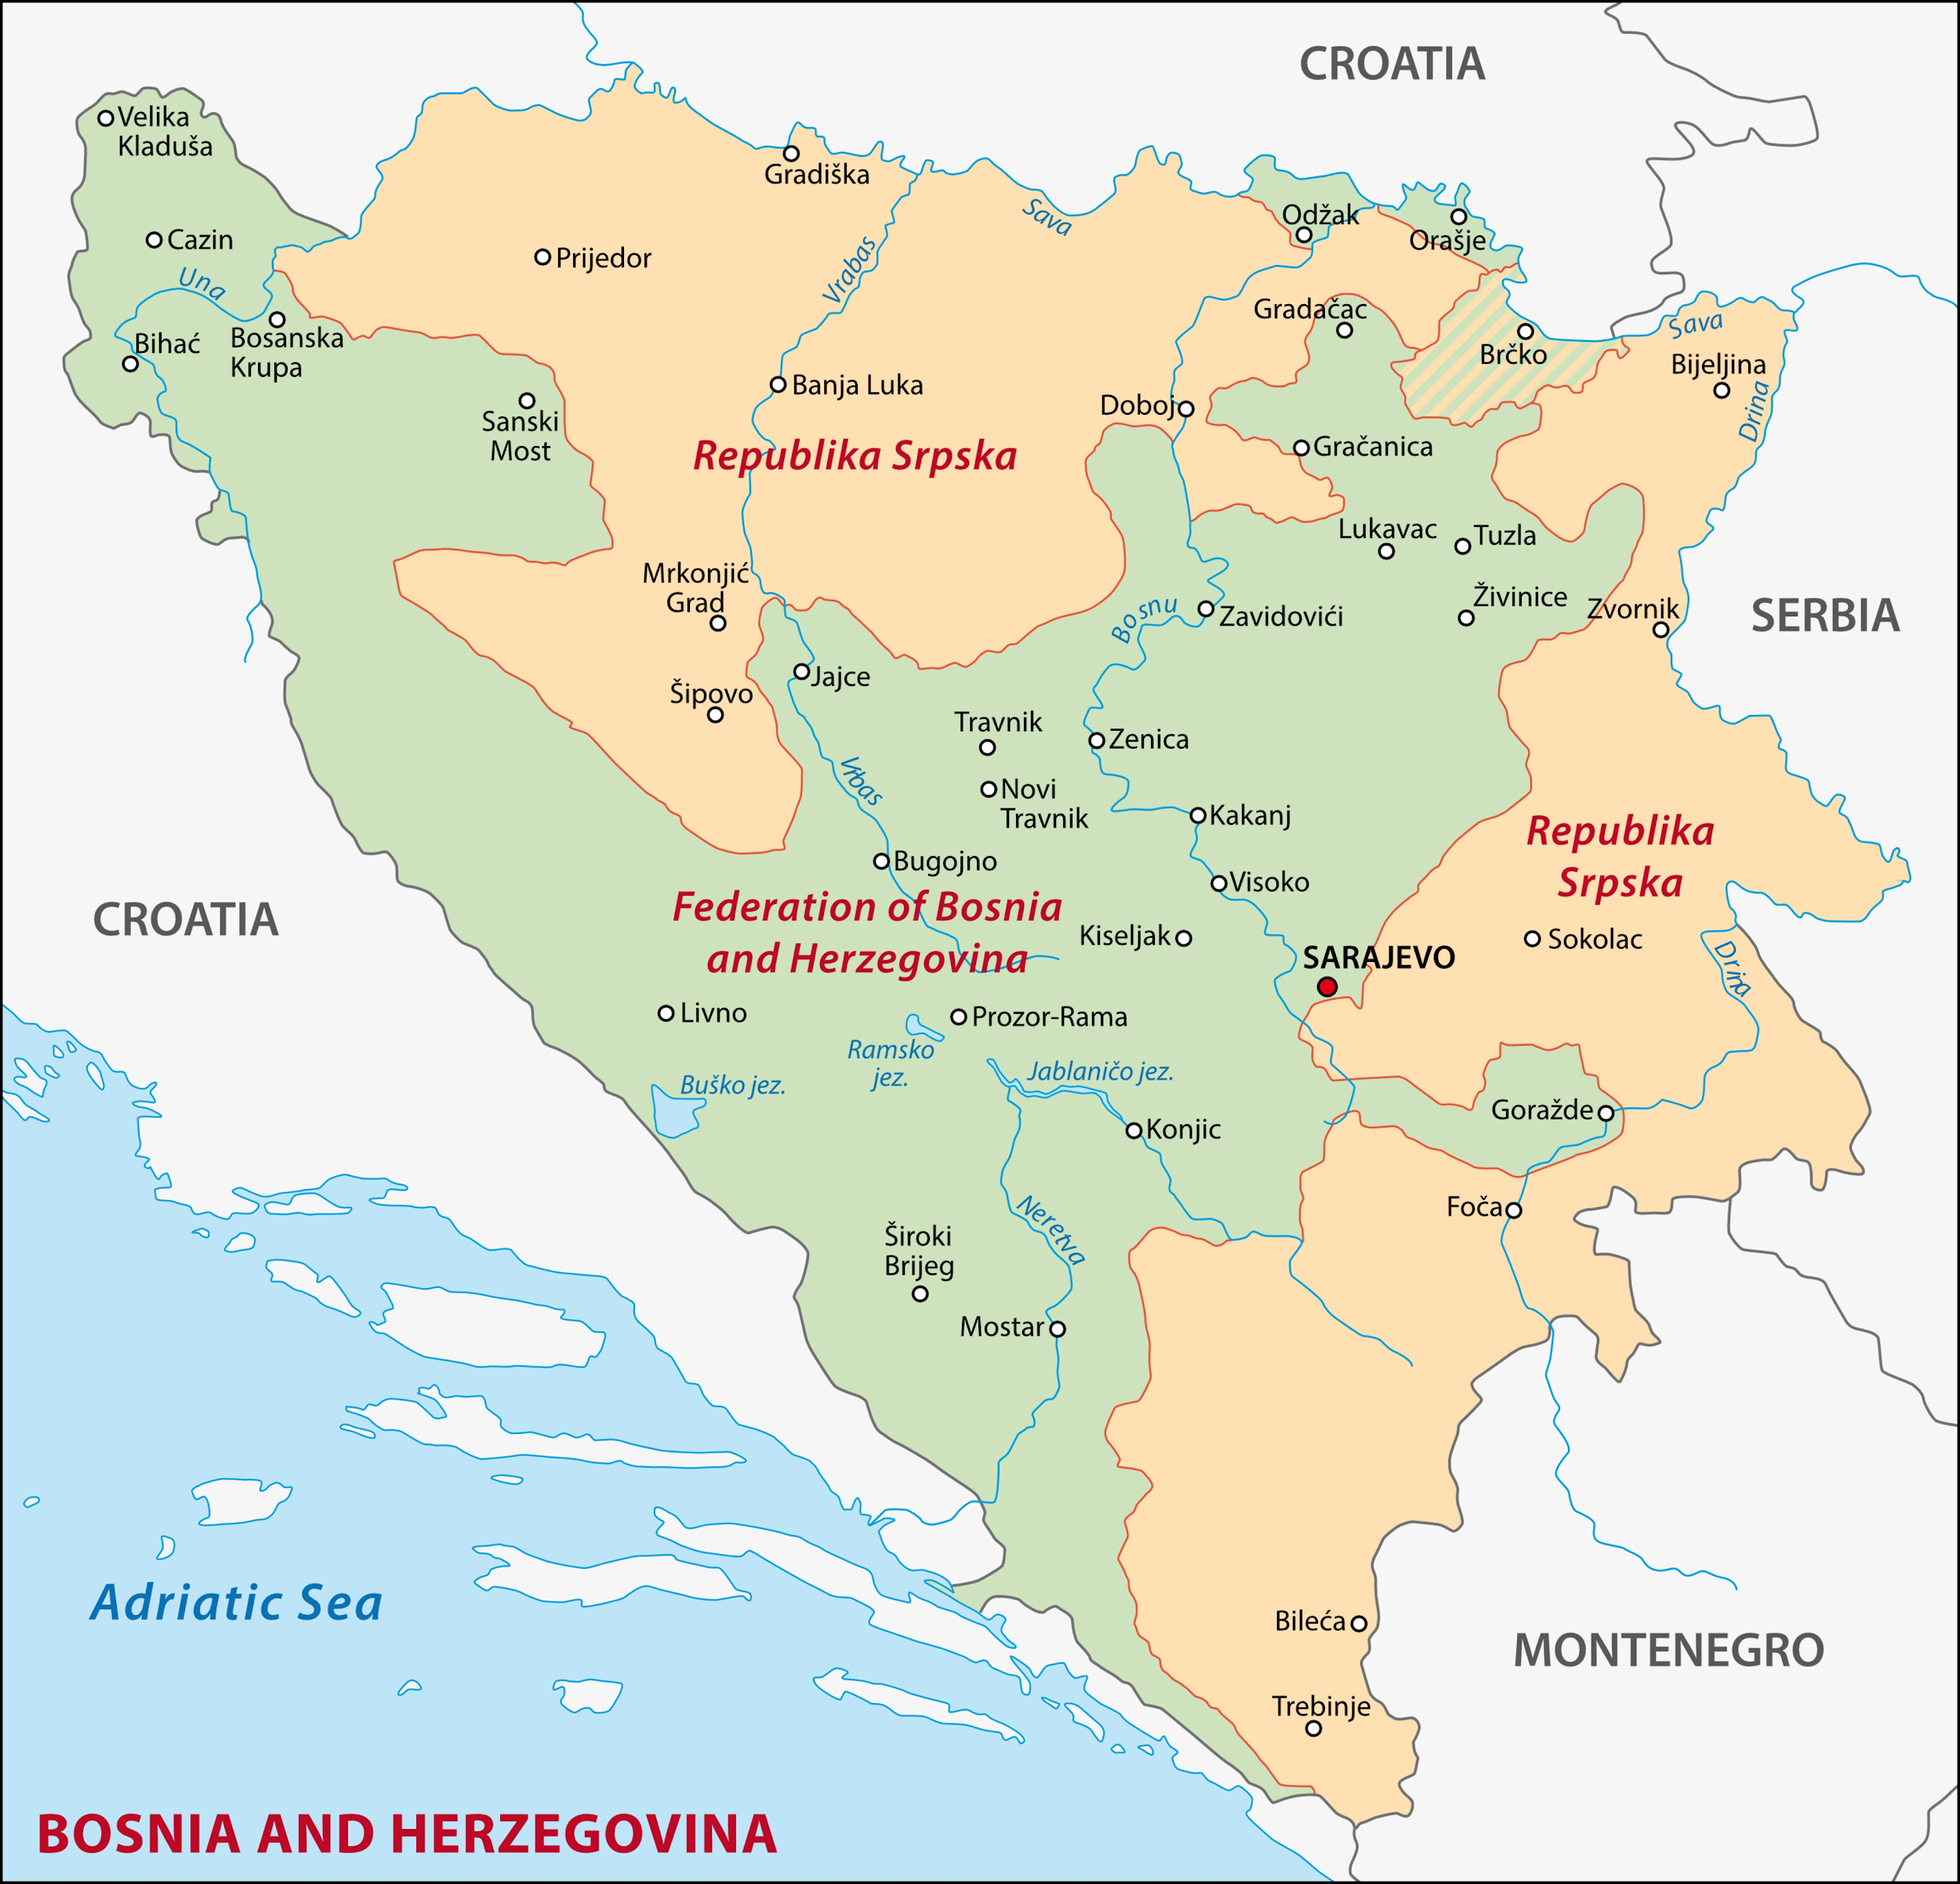 CROATIA
Velika
Kladuša
Gradiška
Sava
Odžak
Orašje
Cazin
Prijedor
Vrabas
Una
Gradačac
Sava
Bihać
Bosanska
Krupa
Brčko
Bijeljina
Banja Luka
Doboj
Drina
Sanski
Most
Republika Srpska
Gračanica
Lukavac
Tuzla
Mrkonjić
Grad
Bosnu
Zavidovići
Živinice
Zvornik
SERBIA
Jajce
Šipovo
Travnik
Zenica
Vrbas
Novi
Travnik
Kakanj
Republika
Srpska
Bugojno
Visoko
CROATIA
Federation of Bosnia
and Herzegovina
Kiseljak
SARAJEVO
Sokolac
Drina
Livno
Prozor-Rama
Ramsko
jez.
Buško jez.
Jablaničo jez.
Konjic
Goražde
Foča
Neretva
Široki
Brijeg
Mostar
Adriatic Sea
Bileća
MONTENEGRO
Trebinje
BOSNIA AND HERZEGOVINA